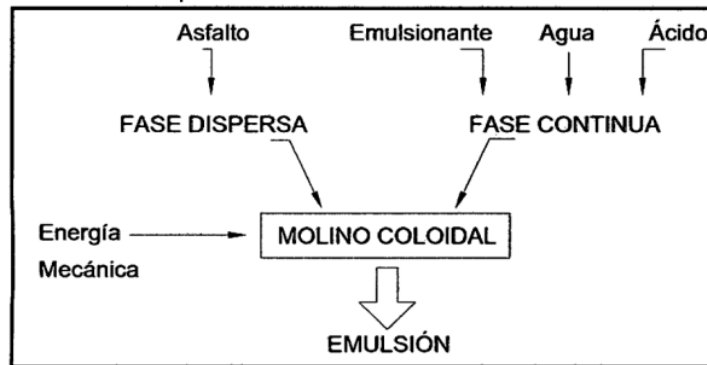 Asfalto Emulsionante Agua Ácido
FASE DISPERSA FASE CONTINUA
Energía
Mecánica
MOLINO COLOIDAL
EMULSIÓN